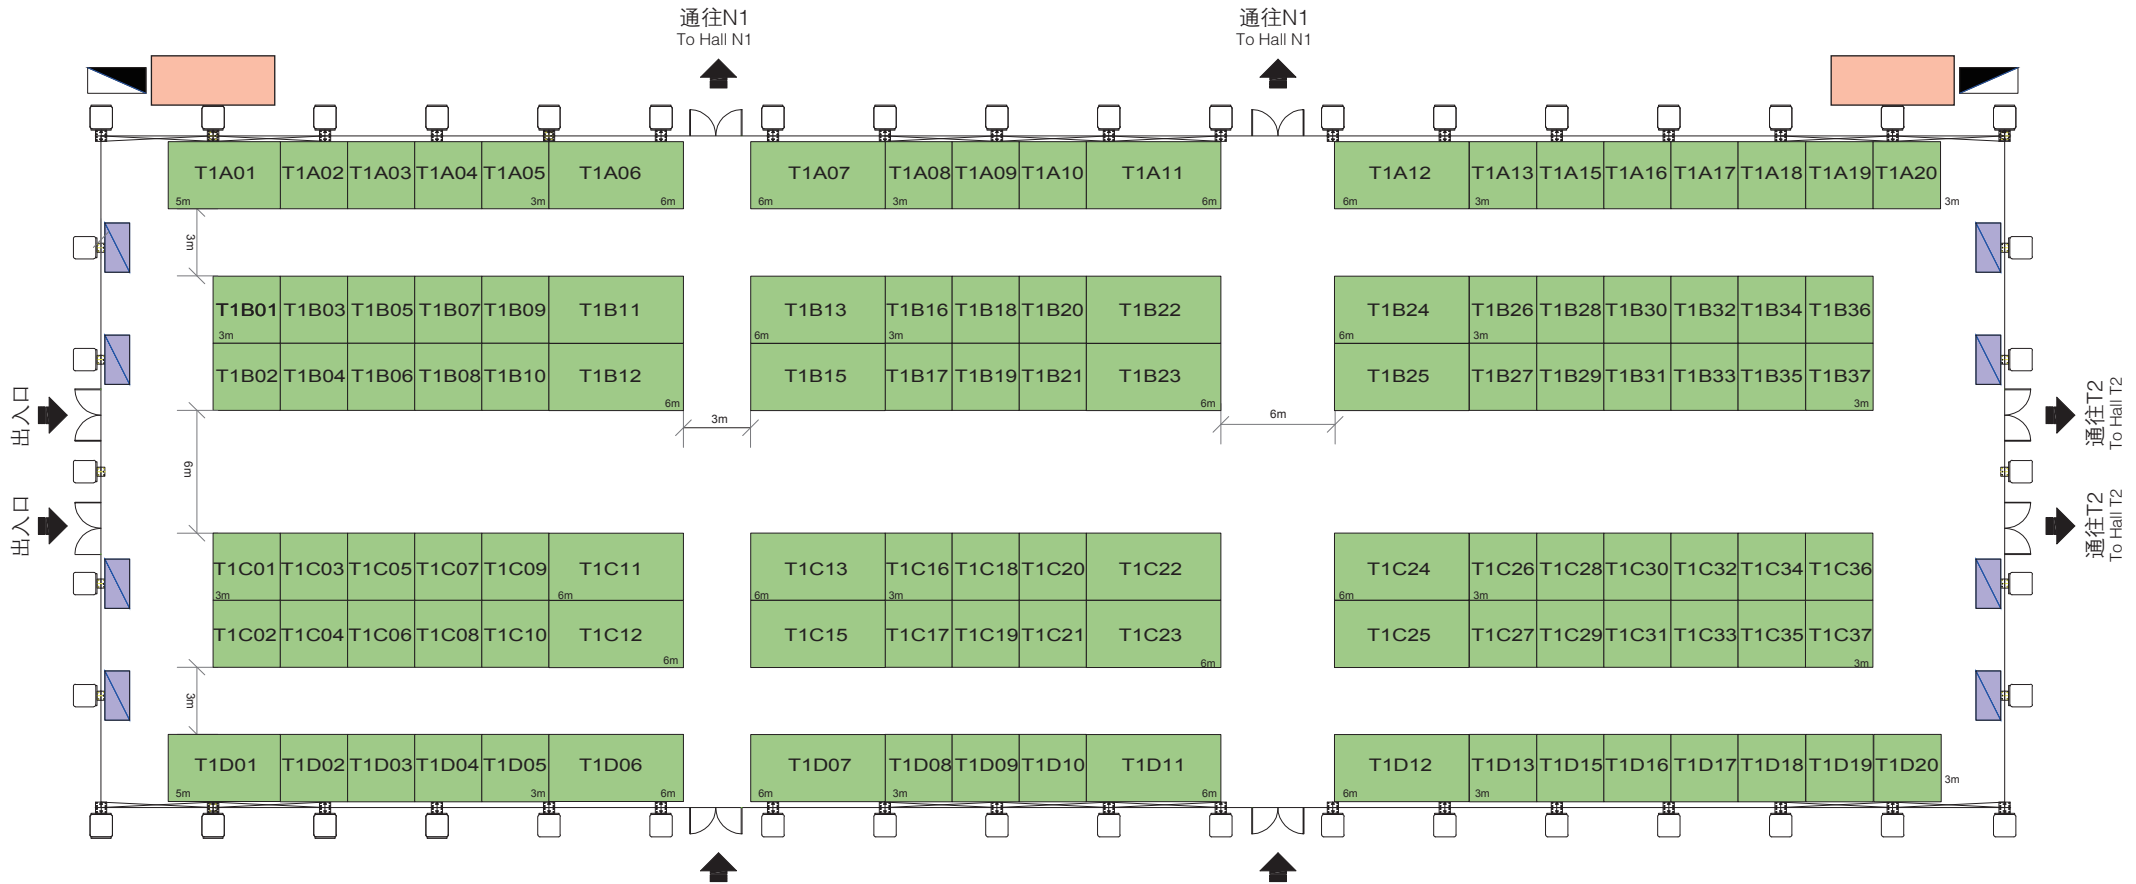 通往N1
To Hall N1
通往N1
To Hall N1
T1A01 T1A02 T1A03 T1A04 T1A05 T1A06 T1A07 T1A08 T1A09 T1A10 T1A11 T1A12 T1A13 T1A15 T1A16 T1A17 T1A18 T1A19 T1A20
5m 3m 6m 6m 3m 6m 6m 3m 3m
3m
T1B01 T1B03 T1B05 T1B07 T1B09 T1B11 T1B13 T1B16 T1B18 T1B20 T1B22 T1B24 T1B26 T1B28 T1B30 T1B32 T1B34 T1B36
3m 6m 3m 6m 3m
T1B02 T1B04 T1B06 T1B08 T1B10 T1B12 T1B15 T1B17 T1B19 T1B21 T1B23 T1B25 T1B27 T1B29 T1B31 T1B33 T1B35 T1B37
6m 6m 3m
出入口
3m
6m
通往T2
To Hall T2
6m
出入口
通往T2
To Hall T2
T1C01 T1C03 T1C05 T1C07 T1C09 T1C11 T1C13 T1C16 T1C18 T1C20 T1C22 T1C24 T1C26 T1C28 T1C30 T1C32 T1C34 T1C36
3m 6m 6m 3m 6m 3m
T1C02 T1C04 T1C06 T1C08 T1C10 T1C12 T1C15 T1C17 T1C19 T1C21 T1C23 T1C25 T1C27 T1C29 T1C31 T1C33 T1C35 T1C37
6m 6m 3m
3m
T1D01 T1D02 T1D03 T1D04 T1D05 T1D06 T1D07 T1D08 T1D09 T1D10 T1D11 T1D12 T1D13 T1D15 T1D16 T1D17 T1D18 T1D19 T1D20
5m 3m 6m 6m 3m 6m 6m 3m 3m